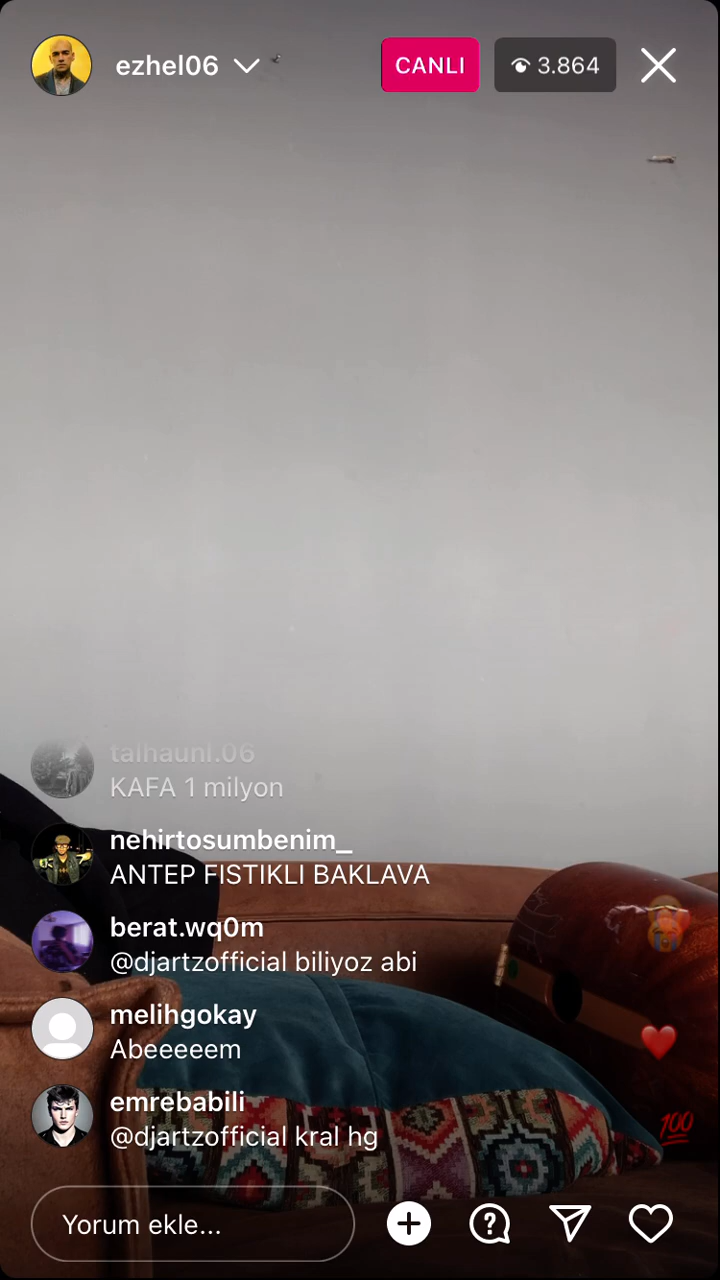 ezhel06
CANLI
3.864
talhaunl.06
KAFA 1 milyon
nehirtosumbenim_
ANTEP FISTIKLI BAKLAVA
berat.wq0m
@djartzofficial biliyoz abi
melihgokay
Abeeeeem
emrebabili
@djartzofficial kral hg
100
Yorum ekle...